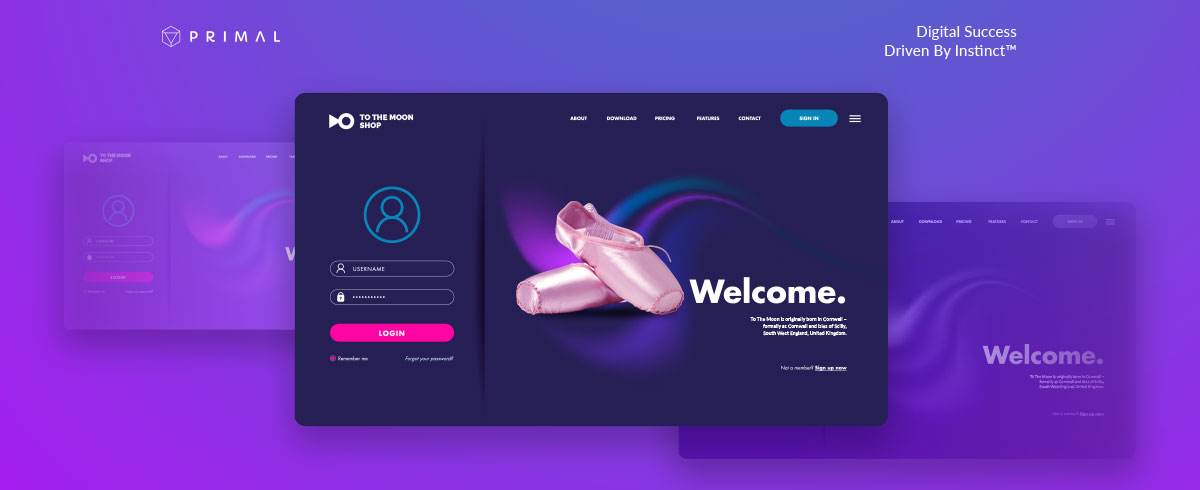 PRIMAL
Digital Success
Driven By Instinct™
TO THE MOON
SHOP
ABOUT DOWNLOAD PRICING FEATURES CONTACT SIGN IN
USERNAME
LOGIN
Remember me Forgot your password?
Welcome.
To The Moon is originally born in Cornwall –
formally as Cornwall and Isles of Scilly,
South West England, United Kingdom.
Not a member? Sign up now
TO THE MOON
SHOP
ABOUT DOWNLOAD PRICING
USERNAME
LOGIN
Remember me Forgot your password?
ABOUT DOWNLOAD PRICING FEATURES CONTACT SIGN IN
Welcome.
To The Moon is originally born in Cornwall –
formally as Cornwall and Isles of Scilly,
South West England, United Kingdom.
Not a member? Sign up now